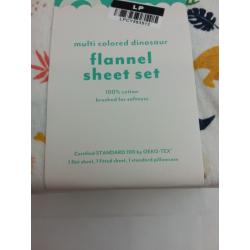 LP
multi colored dinosaur
flannel
sheet set
100% cotton
brushed for softness
Certified STANDARD 100 by OEKO-TEX®
1 flat sheet, 1 fitted sheet, 1 standard pillowcase